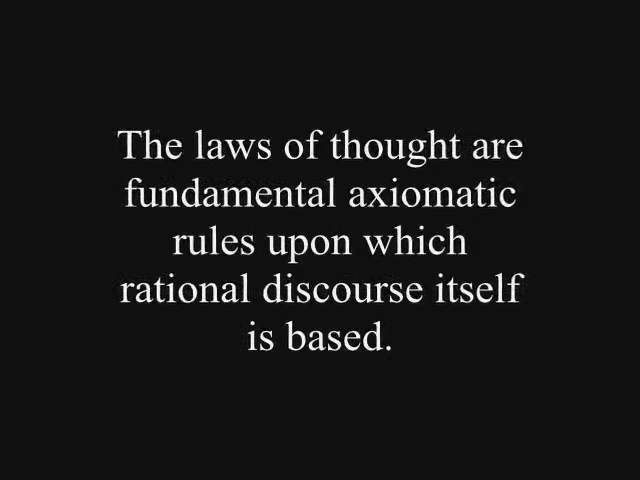 The laws of thought are
fundamental axiomatic
rules upon which
rational discourse itself
is based.